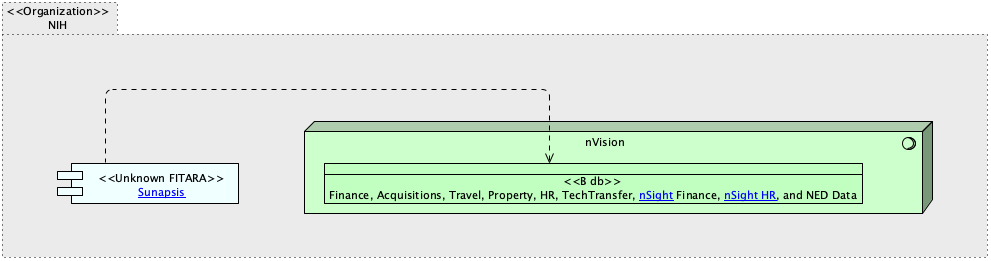 <<Organization>>
NIH
nVision
<<Unknown FITARA>>
Sunapsis
<<B db>>
Finance, Acquisitions, Travel, Property, HR, TechTransfer, nSight Finance, nSight HR, and NED Data